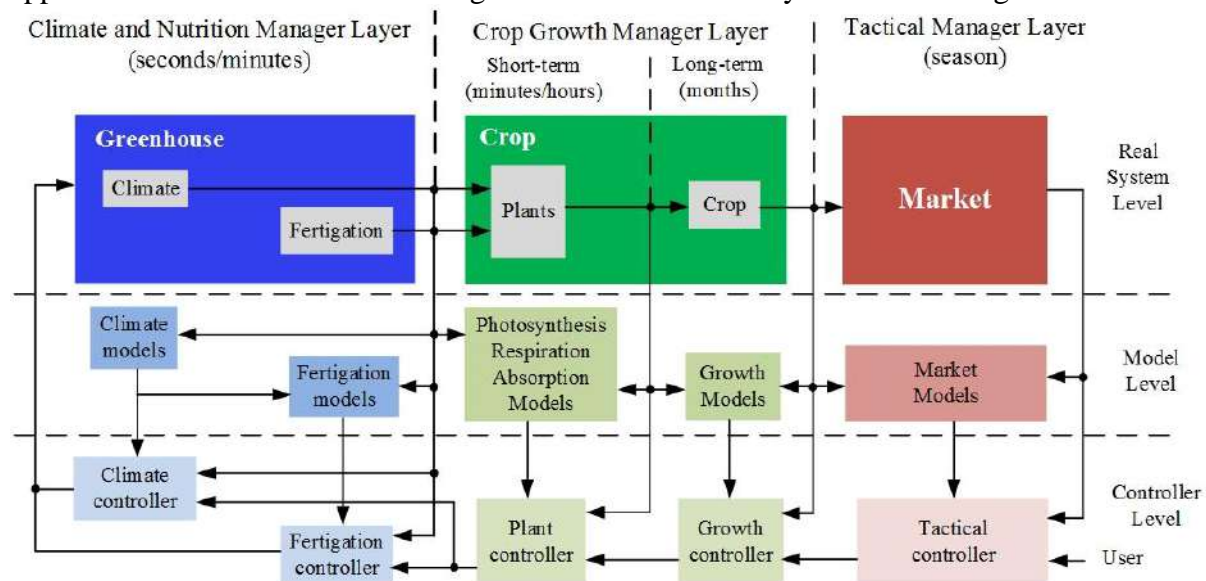 Climate and Nutrition Manager Layer
(seconds/minutes)
Crop Growth Manager Layer
Short-term
(minutes/hours)
Long-term
(months)
Tactical Manager Layer
(season)
Greenhouse
Climate
Fertigation
Crop
Plants
Crop
Market
Real
System
Level
Climate
models
Fertigation
models
Photosynthesis
Respiration
Absorption
Models
Growth
Models
Market
Models
Model
Level
Climate
controller
Fertigation
controller
Plant
controller
Growth
controller
Tactical
controller
Controller
Level
User